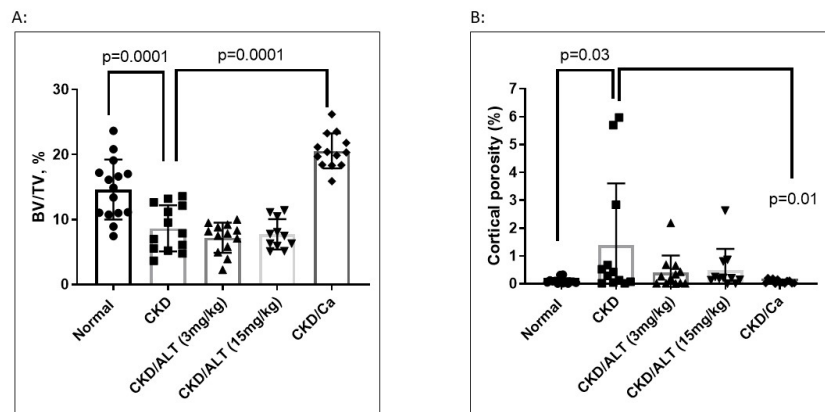 A:
p=0.0001
p=0.0001
BV/TV, %
30
20
10
0
Normal
CKD
CKD/ALT (3mg/kg)
CKD/ALT (15mg/kg)
CKD/Ca
B:
p=0.03
p=0.01
Cortical porosity (%)
7
6
5
4
3
2
1
0
Normal
CKD
CKD/ALT (3mg/kg)
CKD/ALT (15mg/kg)
CKD/Ca